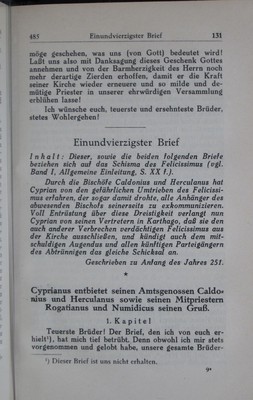 483 Einundvierzigster Brief 131
möge geschehen, was uns (von Gott) bedeutet wird!
Laßt uns also mit Danksagung dieses Geschenk Gottes
annehmen und von der Barmherzigkeit des Herrn noch
mehr derartige Zierden erhoffen, damit er die Kraft
seiner Kirche wieder erneuere und so milde und de-
mütige Priester in unserer ehrwürdigen Versammlung
erblühen lasse!
Ich wünsche euch, teuerste und ersehnteste Brüder,
stetes Wohlergehen!
Einundvierzigster Brief
Inhalt: Dieser, sowie die beiden folgenden Briefe
beziehen sich auf das Schisma des Felicissimus (vgl.
Band I, Allgemeine Einleitung, S. XX f.).
Durch die Bischöfe Caldonius und Herculanus hat
Cyprian von den gefährlichen Umtrieben des Felicissi-
mus erfahren, der sogar damit drohte, alle Anhänger des
abwesenden Bischofs seinerseits zu exkommunizieren.
Voll Entrüstung über diese Dreistigkeit verlangt nun
Cyprian von seinen Vertretern in Karthago, daß sie den
auch anderer Verbrechen verdächtigen Felicissimus aus
der Kirche ausschließen, und kündigt auch dem mit-
schuldigen Augendus und allen künftigen Parteigängern
des Abtrünnigen das gleiche Schicksal an.
Geschrieben zu Anfang des Jahres 251.
*
Cyprianus entbietet seinen Amtsgenossen Caldo-
nius und Herculanus sowie seinen Mitpriestern
Rogatianus und Numidicus seinen Gruß.
1. Kapitel
Teuerste Brüder! Der Brief, den ich von euch er-
hielt¹), hat mich tief betrübt. Denn obwohl ich mir stets
vorgenommen und gelobt habe, unsere gesamte Brüder-
¹) Dieser Brief ist uns nicht erhalten.
9*